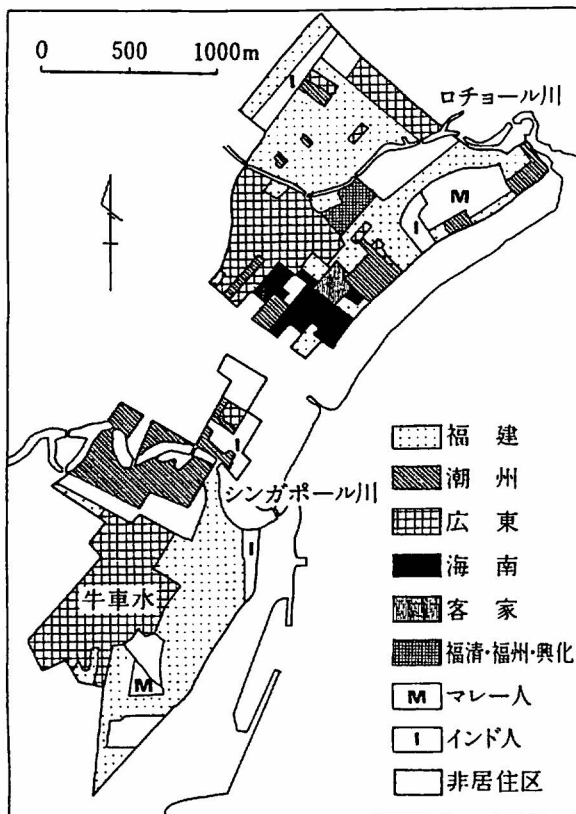 0 500 1000m
I
ロチョール川
M
I
I
シンガポール川
I
牛車水
M
福建
潮州
広東
海南
客家
福清・福州・興化
M マレー人
I インド人
非居住区